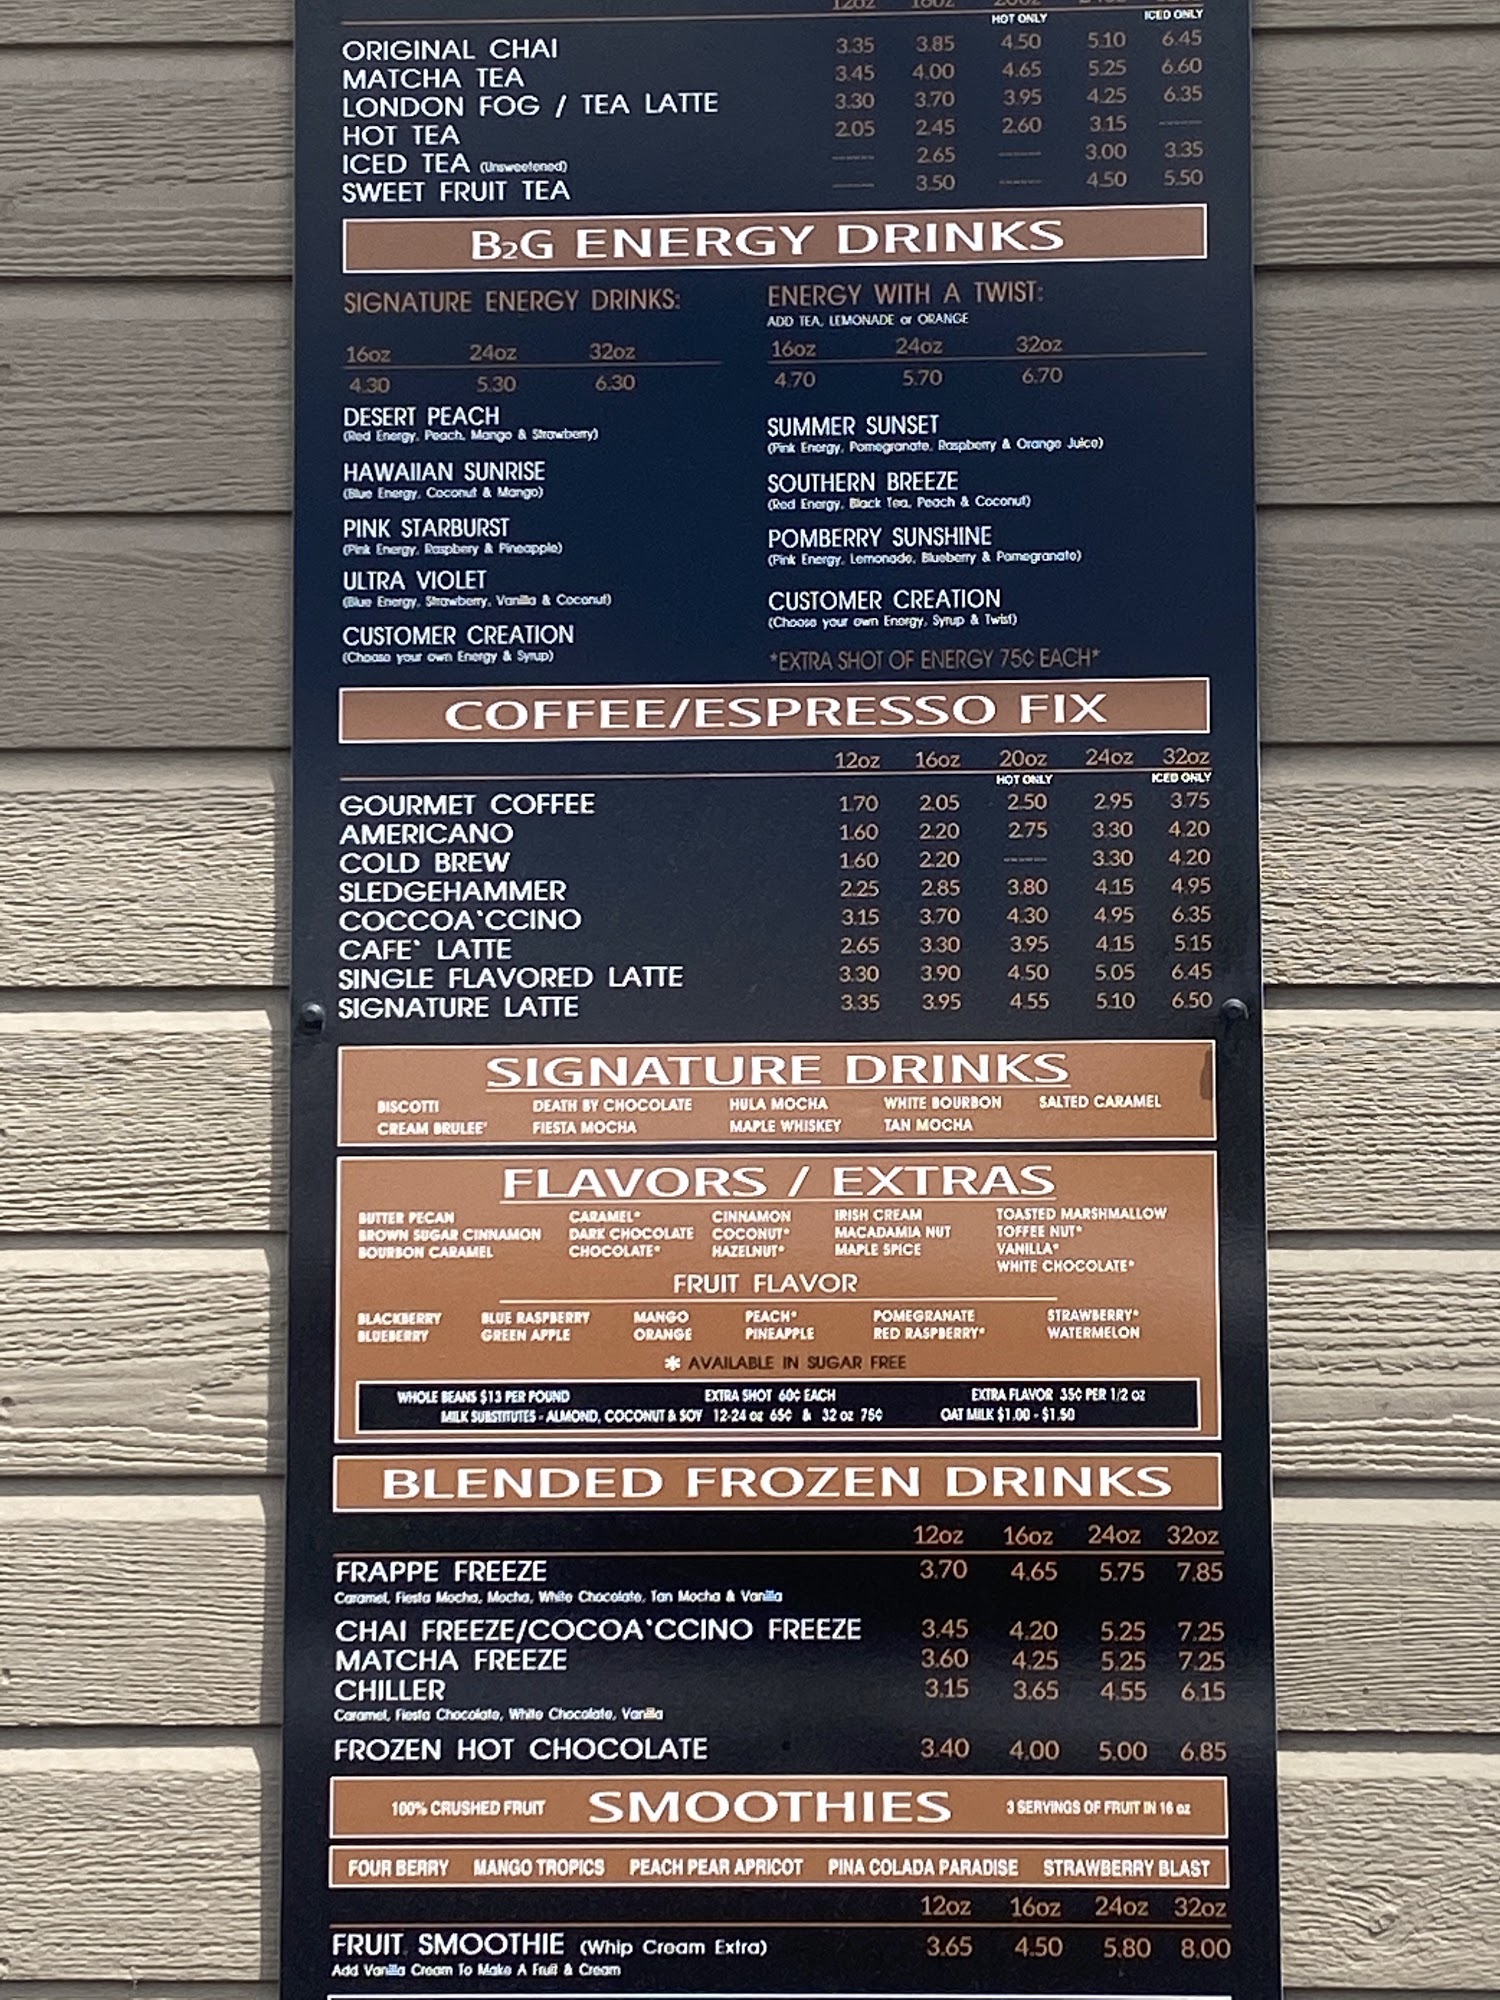 12oz 16oz 20oz 24oz 32oz
HOT ONLY ICED ONLY
ORIGINAL CHAI 3.35 3.85 4.50 5.10 6.45
MATCHA TEA 3.45 4.00 4.65 5.25 6.60
LONDON FOG / TEA LATTE 3.30 3.70 3.95 4.25 6.35
HOT TEA 2.05 2.45 2.60 3.15 -----
ICED TEA (Unsweetened) ----- 2.65 ----- 3.00 3.35
SWEET FRUIT TEA ----- 3.50 ----- 4.50 5.50
B2G ENERGY DRINKS
SIGNATURE ENERGY DRINKS:
16oz 24oz 32oz
4.30 5.30 6.30
DESERT PEACH
(Red Energy, Peach, Mango & Strawberry)
HAWAIIAN SUNRISE
(Blue Energy, Coconut & Mango)
PINK STARBURST
(Pink Energy, Raspbery & Pineapple)
ULTRA VIOLET
(Blue Energy, Strawberry, Vanilla & Coconut)
CUSTOMER CREATION
(Choose your own Energy & Syrup)
ENERGY WITH A TWIST:
ADD TEA, LEMONADE or ORANGE
16oz 24oz 32oz
4.70 5.70 6.70
SUMMER SUNSET
(Pink Energy, Pomegranate, Raspberry & Orange Juice)
SOUTHERN BREEZE
(Red Energy, Black Tea, Peach & Coconut)
POMBERRY SUNSHINE
(Pink Energy, Lemonade, Blueberry & Pomegranate)
CUSTOMER CREATION
(Choose your own Energy, Syrup & Twist)
*EXTRA SHOT OF ENERGY 75¢ EACH*
COFFEE/ESPRESSO FIX
12oz 16oz 20oz 24oz 32oz
HOT ONLY ICED ONLY
GOURMET COFFEE 1.70 2.05 2.50 2.95 3.75
AMERICANO 1.60 2.20 2.75 3.30 4.20
COLD BREW 1.60 2.20 ----- 3.30 4.20
SLEDGEHAMMER 2.25 2.85 3.80 4.15 4.95
COCCOA'CCINO 3.15 3.70 4.30 4.95 6.35
CAFE' LATTE 2.65 3.30 3.95 4.15 5.15
SINGLE FLAVORED LATTE 3.30 3.90 4.50 5.05 6.45
SIGNATURE LATTE 3.35 3.95 4.55 5.10 6.50
SIGNATURE DRINKS
BISCOTTI DEATH BY CHOCOLATE HULA MOCHA WHITE BOURBON SALTED CARAMEL
CREAM BRULEE' FIESTA MOCHA MAPLE WHISKEY TAN MOCHA
FLAVORS / EXTRAS
BUTTER PECAN CARAMEL* CINNAMON IRISH CREAM TOASTED MARSHMALLOW
BROWN SUGAR CINNAMON DARK CHOCOLATE COCONUT* MACADAMIA NUT TOFFEE NUT*
BOURBON CARAMEL CHOCOLATE* HAZELNUT* MAPLE SPICE VANILLA*
WHITE CHOCOLATE*
FRUIT FLAVOR
BLACKBERRY BLUE RASPBERRY MANGO PEACH* POMEGRANATE STRAWBERRY*
BLUEBERRY GREEN APPLE ORANGE PINEAPPLE RED RASPBERRY* WATERMELON
* AVAILABLE IN SUGAR FREE
WHOLE BEANS $13 PER POUND EXTRA SHOT 60¢ EACH EXTRA FLAVOR 35¢ PER 1/2 oz
MILK SUBSTITUTES - ALMOND, COCONUT & SOY 12-24 oz 65¢ & 32 oz 75¢ OAT MILK $1.00 - $1.50
BLENDED FROZEN DRINKS
12oz 16oz 24oz 32oz
FRAPPE FREEZE 3.70 4.65 5.75 7.85
Caramel, Fiesta Mocha, Mocha, White Chocolate, Tan Mocha & Vanilla
CHAI FREEZE/COCOA'CCINO FREEZE 3.45 4.20 5.25 7.25
MATCHA FREEZE 3.60 4.25 5.25 7.25
CHILLER 3.15 3.65 4.55 6.15
Caramel, Fiesta Chocolate, White Chocolate, Vanilla
FROZEN HOT CHOCOLATE 3.40 4.00 5.00 6.85
100% CRUSHED FRUIT SMOOTHIES 3 SERVINGS OF FRUIT IN 16 oz
FOUR BERRY MANGO TROPICS PEACH PEAR APRICOT PINA COLADA PARADISE STRAWBERRY BLAST
12oz 16oz 24oz 32oz
FRUIT SMOOTHIE (Whip Cream Extra) 3.65 4.50 5.80 8.00
Add Vanilla Cream To Make A Fruit & Cream